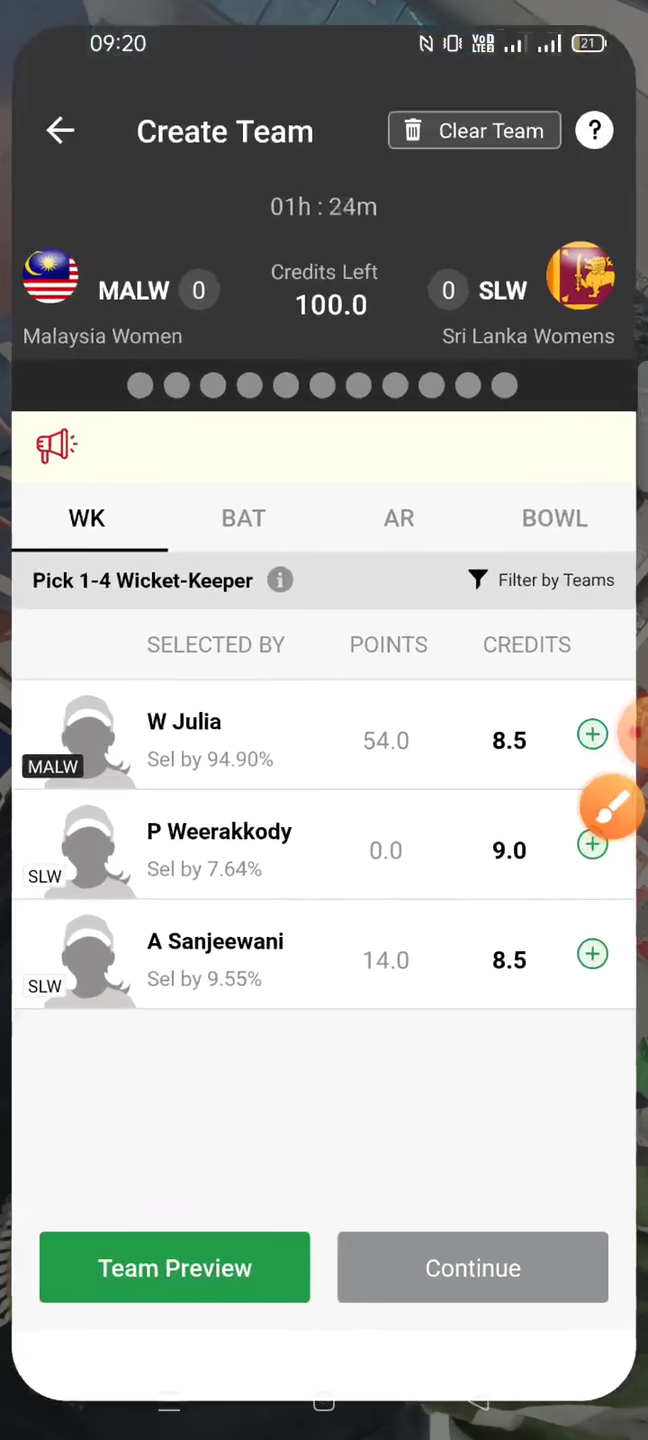 09:20 VoD LTE2 21
Create Team Clear Team ?
01h : 24m
MALW 0 Credits Left 100.0 0 SLW
Malaysia Women Sri Lanka Womens
WK BAT AR BOWL
Pick 1-4 Wicket-Keeper i Filter by Teams
SELECTED BY POINTS CREDITS
W Julia
MALW Sel by 94.90% 54.0 8.5
P Weerakkody
SLW Sel by 7.64% 0.0 9.0
A Sanjeewani
SLW Sel by 9.55% 14.0 8.5
Team Preview Continue